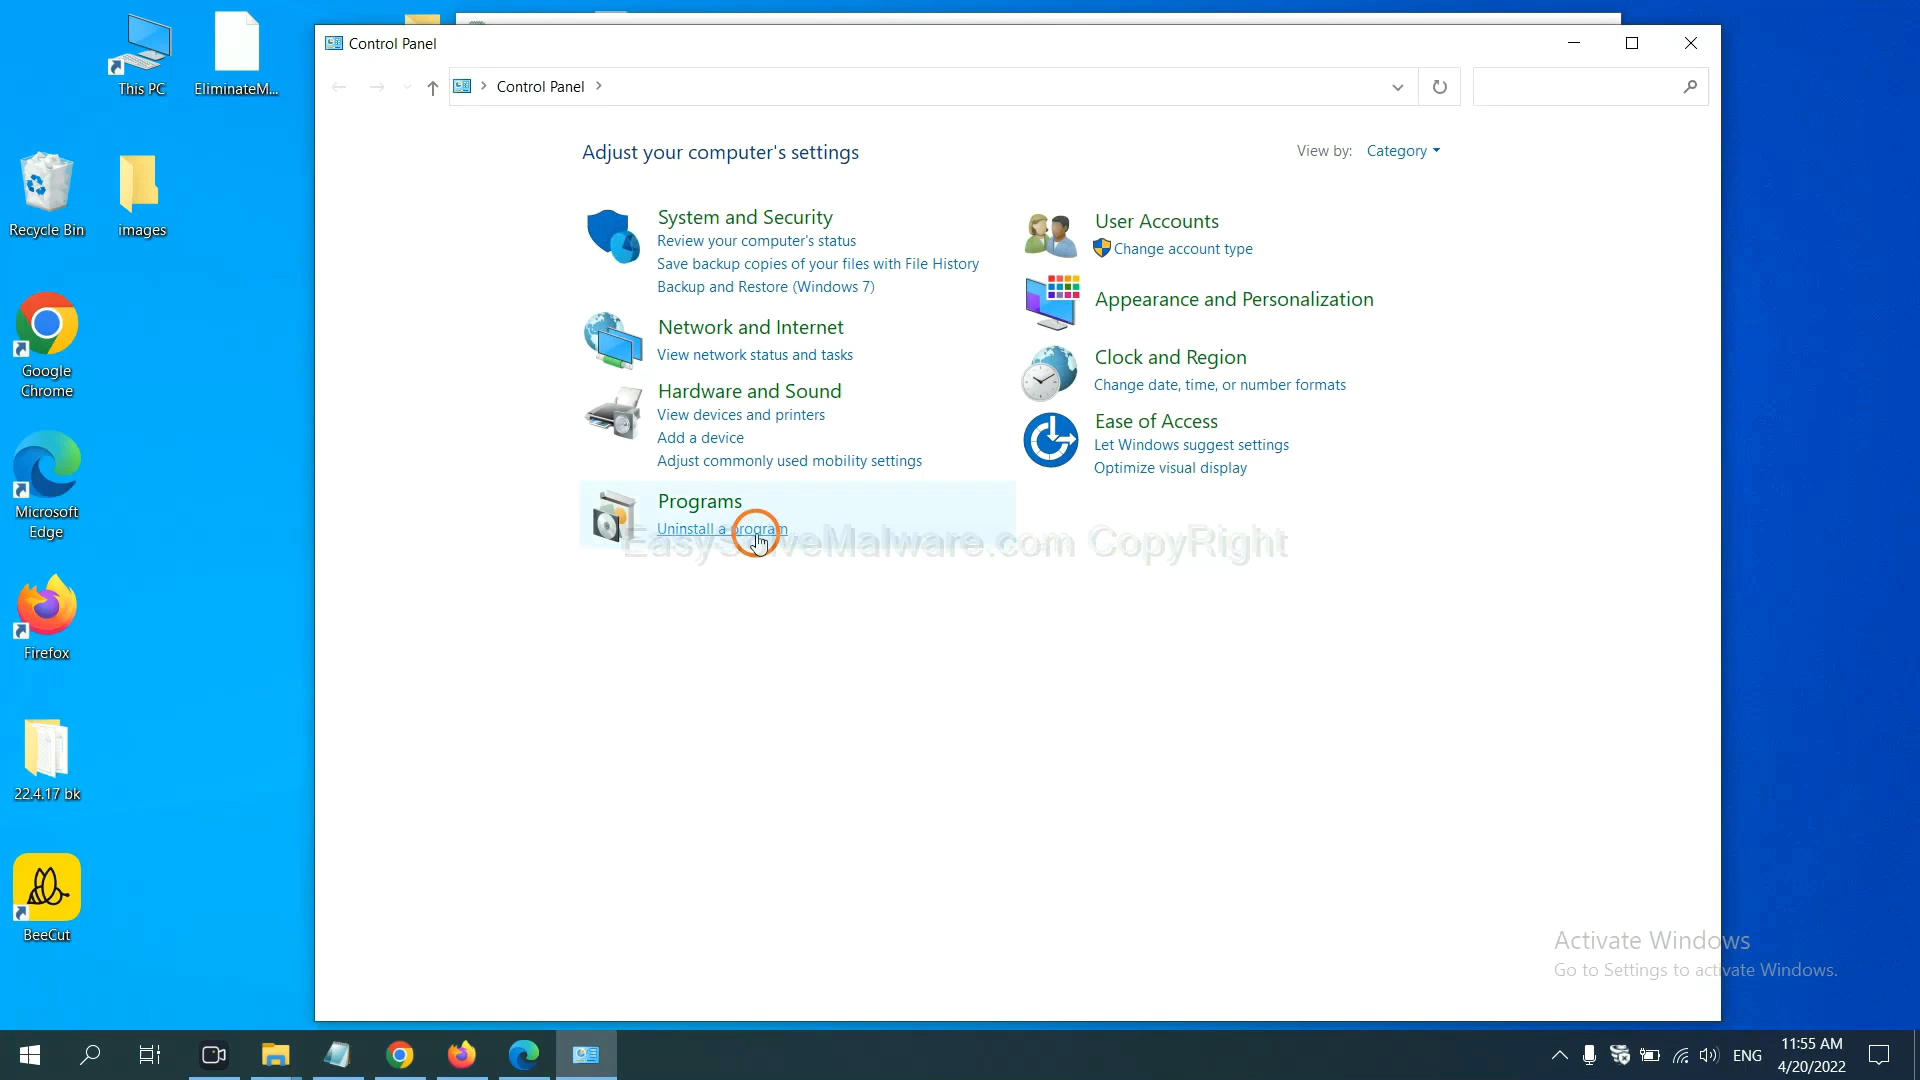 This PC
EliminateM...
Recycle Bin
images
Google
Chrome
Microsoft
Edge
Firefox
22.4.17 bk
BeeCut
Control Panel
Control Panel
Adjust your computer's settings
View by: Category
System and Security
Review your computer's status
Save backup copies of your files with File History
Backup and Restore (Windows 7)
Network and Internet
View network status and tasks
Hardware and Sound
View devices and printers
Add a device
Adjust commonly used mobility settings
Programs
Uninstall a program
User Accounts
Change account type
Appearance and Personalization
Clock and Region
Change date, time, or number formats
Ease of Access
Let Windows suggest settings
Optimize visual display
EasySolveMalware.com CopyRight
Activate Windows
Go to Settings to activate Windows.
ENG
11:55 AM
4/20/2022